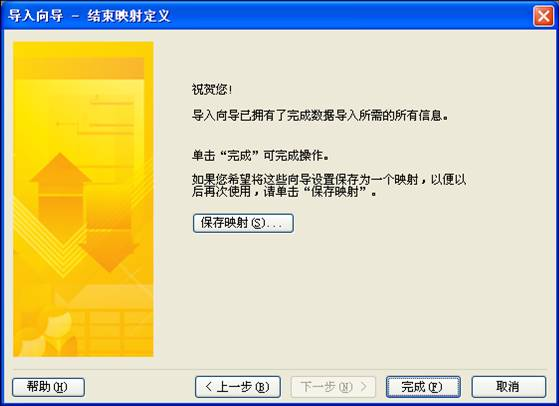 导入向导 - 结束映射定义
祝贺您!
导入向导已拥有了完成数据导入所需的所有信息。
单击“完成”可完成操作。
如果您希望将这些向导设置保存为一个映射,以便以
后再次使用,请单击“保存映射”。
保存映射(S)...
帮助(H)
< 上一步(B)
下一步(N) >
完成(F)
取消